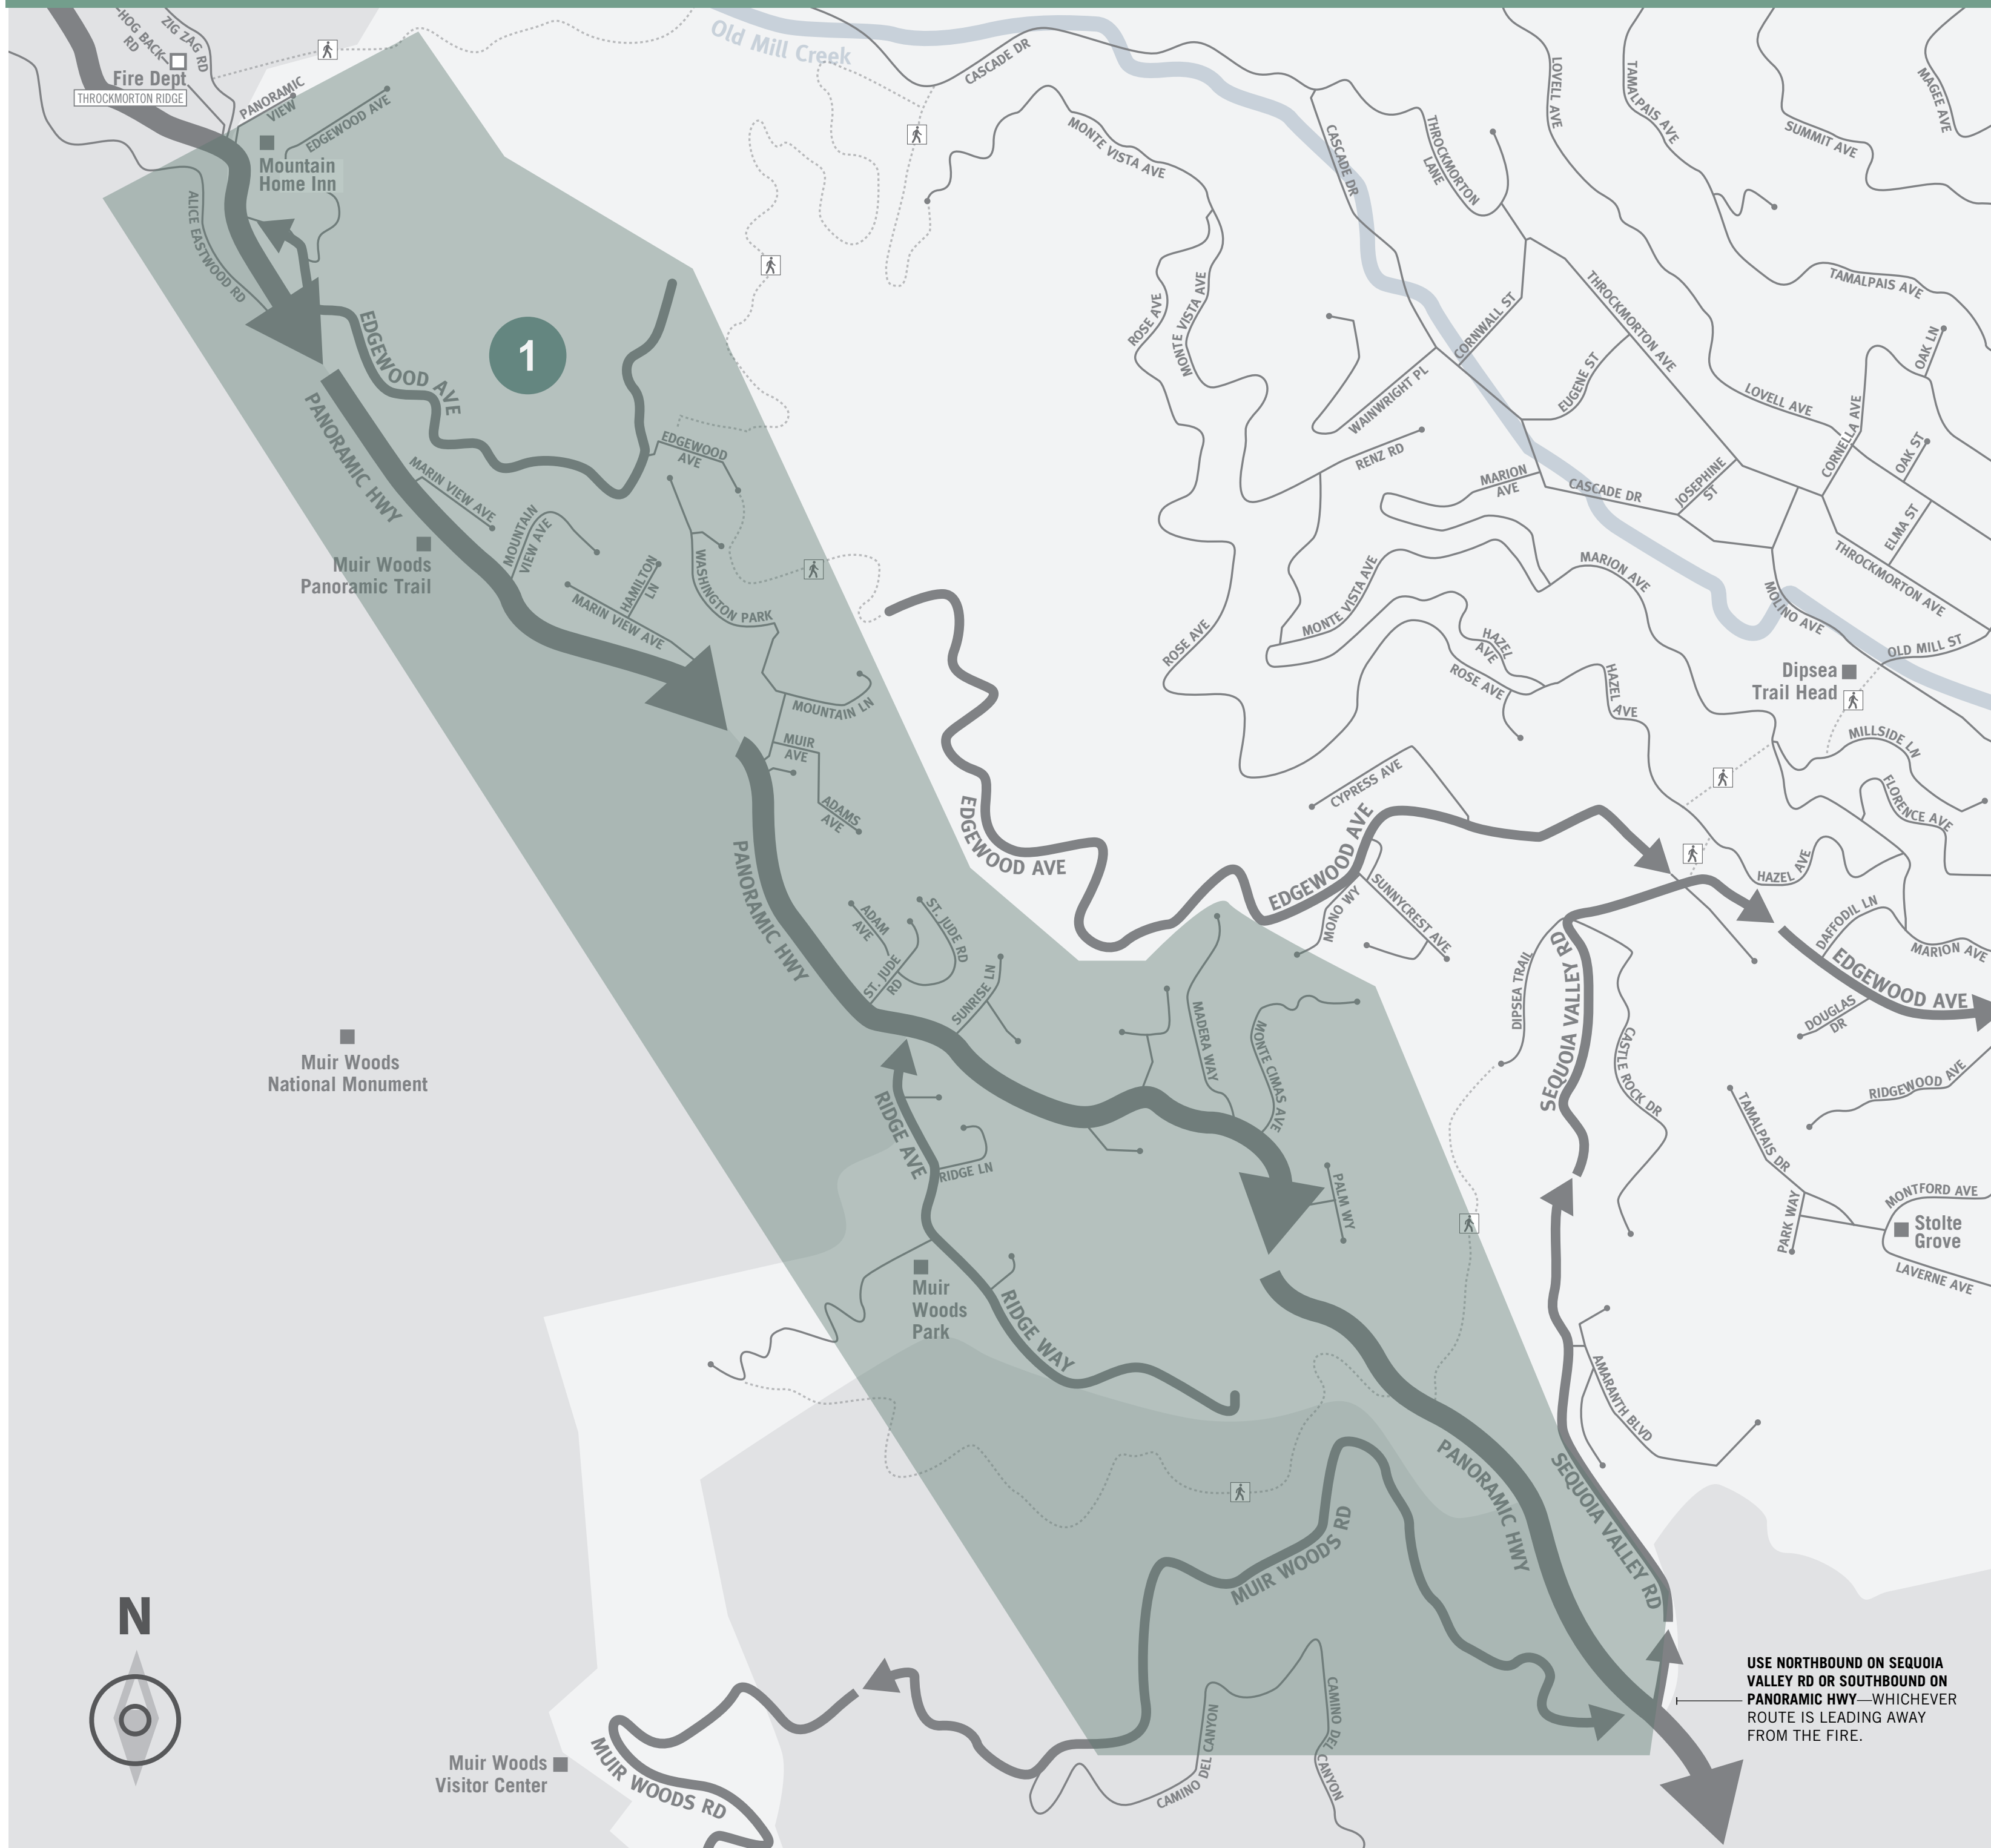 HOG BACK
RD
ZIG ZAG RD
Fire Dept
THROCKMORTON RIDGE
PANORAMIC
VIEW
EDGEWOOD AVE
Mountain
Home Inn
ALICE EASTWOOD RD
Old Mill Creek
CASCADE DR
MONTE VISTA AVE
CASCADE DR
THROCKMORTON
LANE
LOVELL AVE
TAMALPAIS AVE
SUMMIT AVE
MAGEE AVE
TAMALPAIS AVE
1
EDGEWOOD AVE
PANORAMIC HWY
ROSE AVE
MONTE VISTA AVE
CORNWALL ST
THROCKMORTON AVE
OAK LN
EUGENE ST
WAINWRIGHT PL
LOVELL AVE
CORNELLA AVE
RENZ RD
OAK ST
EDGEWOOD
AVE
MARIN VIEW AVE
MARION
AVE
CASCADE DR
JOSEPHINE
ST
ELMA ST
THROCKMORTON AVE
MOUNTAIN
VIEW AVE
Muir Woods
Panoramic Trail
HAMILTON
LN
MARIN VIEW AVE
WASHINGTON PARK
MONTE VISTA AVE
MARION AVE
MOLINO AVE
OLD MILL ST
ROSE AVE
HAZEL
AVE
ROSE AVE
HAZEL
AVE
Dipsea
Trail Head
MOUNTAIN LN
MUIR
AVE
ADAMS
AVE
MILLSIDE LN
FLORENCE AVE
CYPRESS AVE
EDGEWOOD AVE
EDGEWOOD AVE
PANORAMIC HWY
HAZEL AVE
MONO WY
SUNNYCREST AVE
ADAM
AVE
ST. JUDE RD
ST. JUDE
RD
SUNRISE LN
DAFFODIL LN
MARION AVE
EDGEWOOD AVE
DOUGLAS
DR
DIPSEA TRAIL
SEQUOIA VALLEY RD
CASTLE ROCK DR
MADERA WAY
MONTE CIMAS AVE
RIDGEWOOD AVE
Muir Woods
National Monument
RIDGE AVE
RIDGE LN
TAMALPAIS DR
PALM WY
PARK WAY
MONTFORD AVE
Stolte
Grove
LAVERNE AVE
Muir
Woods
Park
RIDGE WAY
AMARANTH BLVD
PANORAMIC HWY
SEQUOIA VALLEY RD
MUIR WOODS RD
N
USE NORTHBOUND ON SEQUOIA
VALLEY RD OR SOUTHBOUND ON
PANORAMIC HWY—WHICHEVER
ROUTE IS LEADING AWAY
FROM THE FIRE.
CAMINO DEL CANYON
CAMINO DEL CANYON
Muir Woods
Visitor Center
MUIR WOODS RD